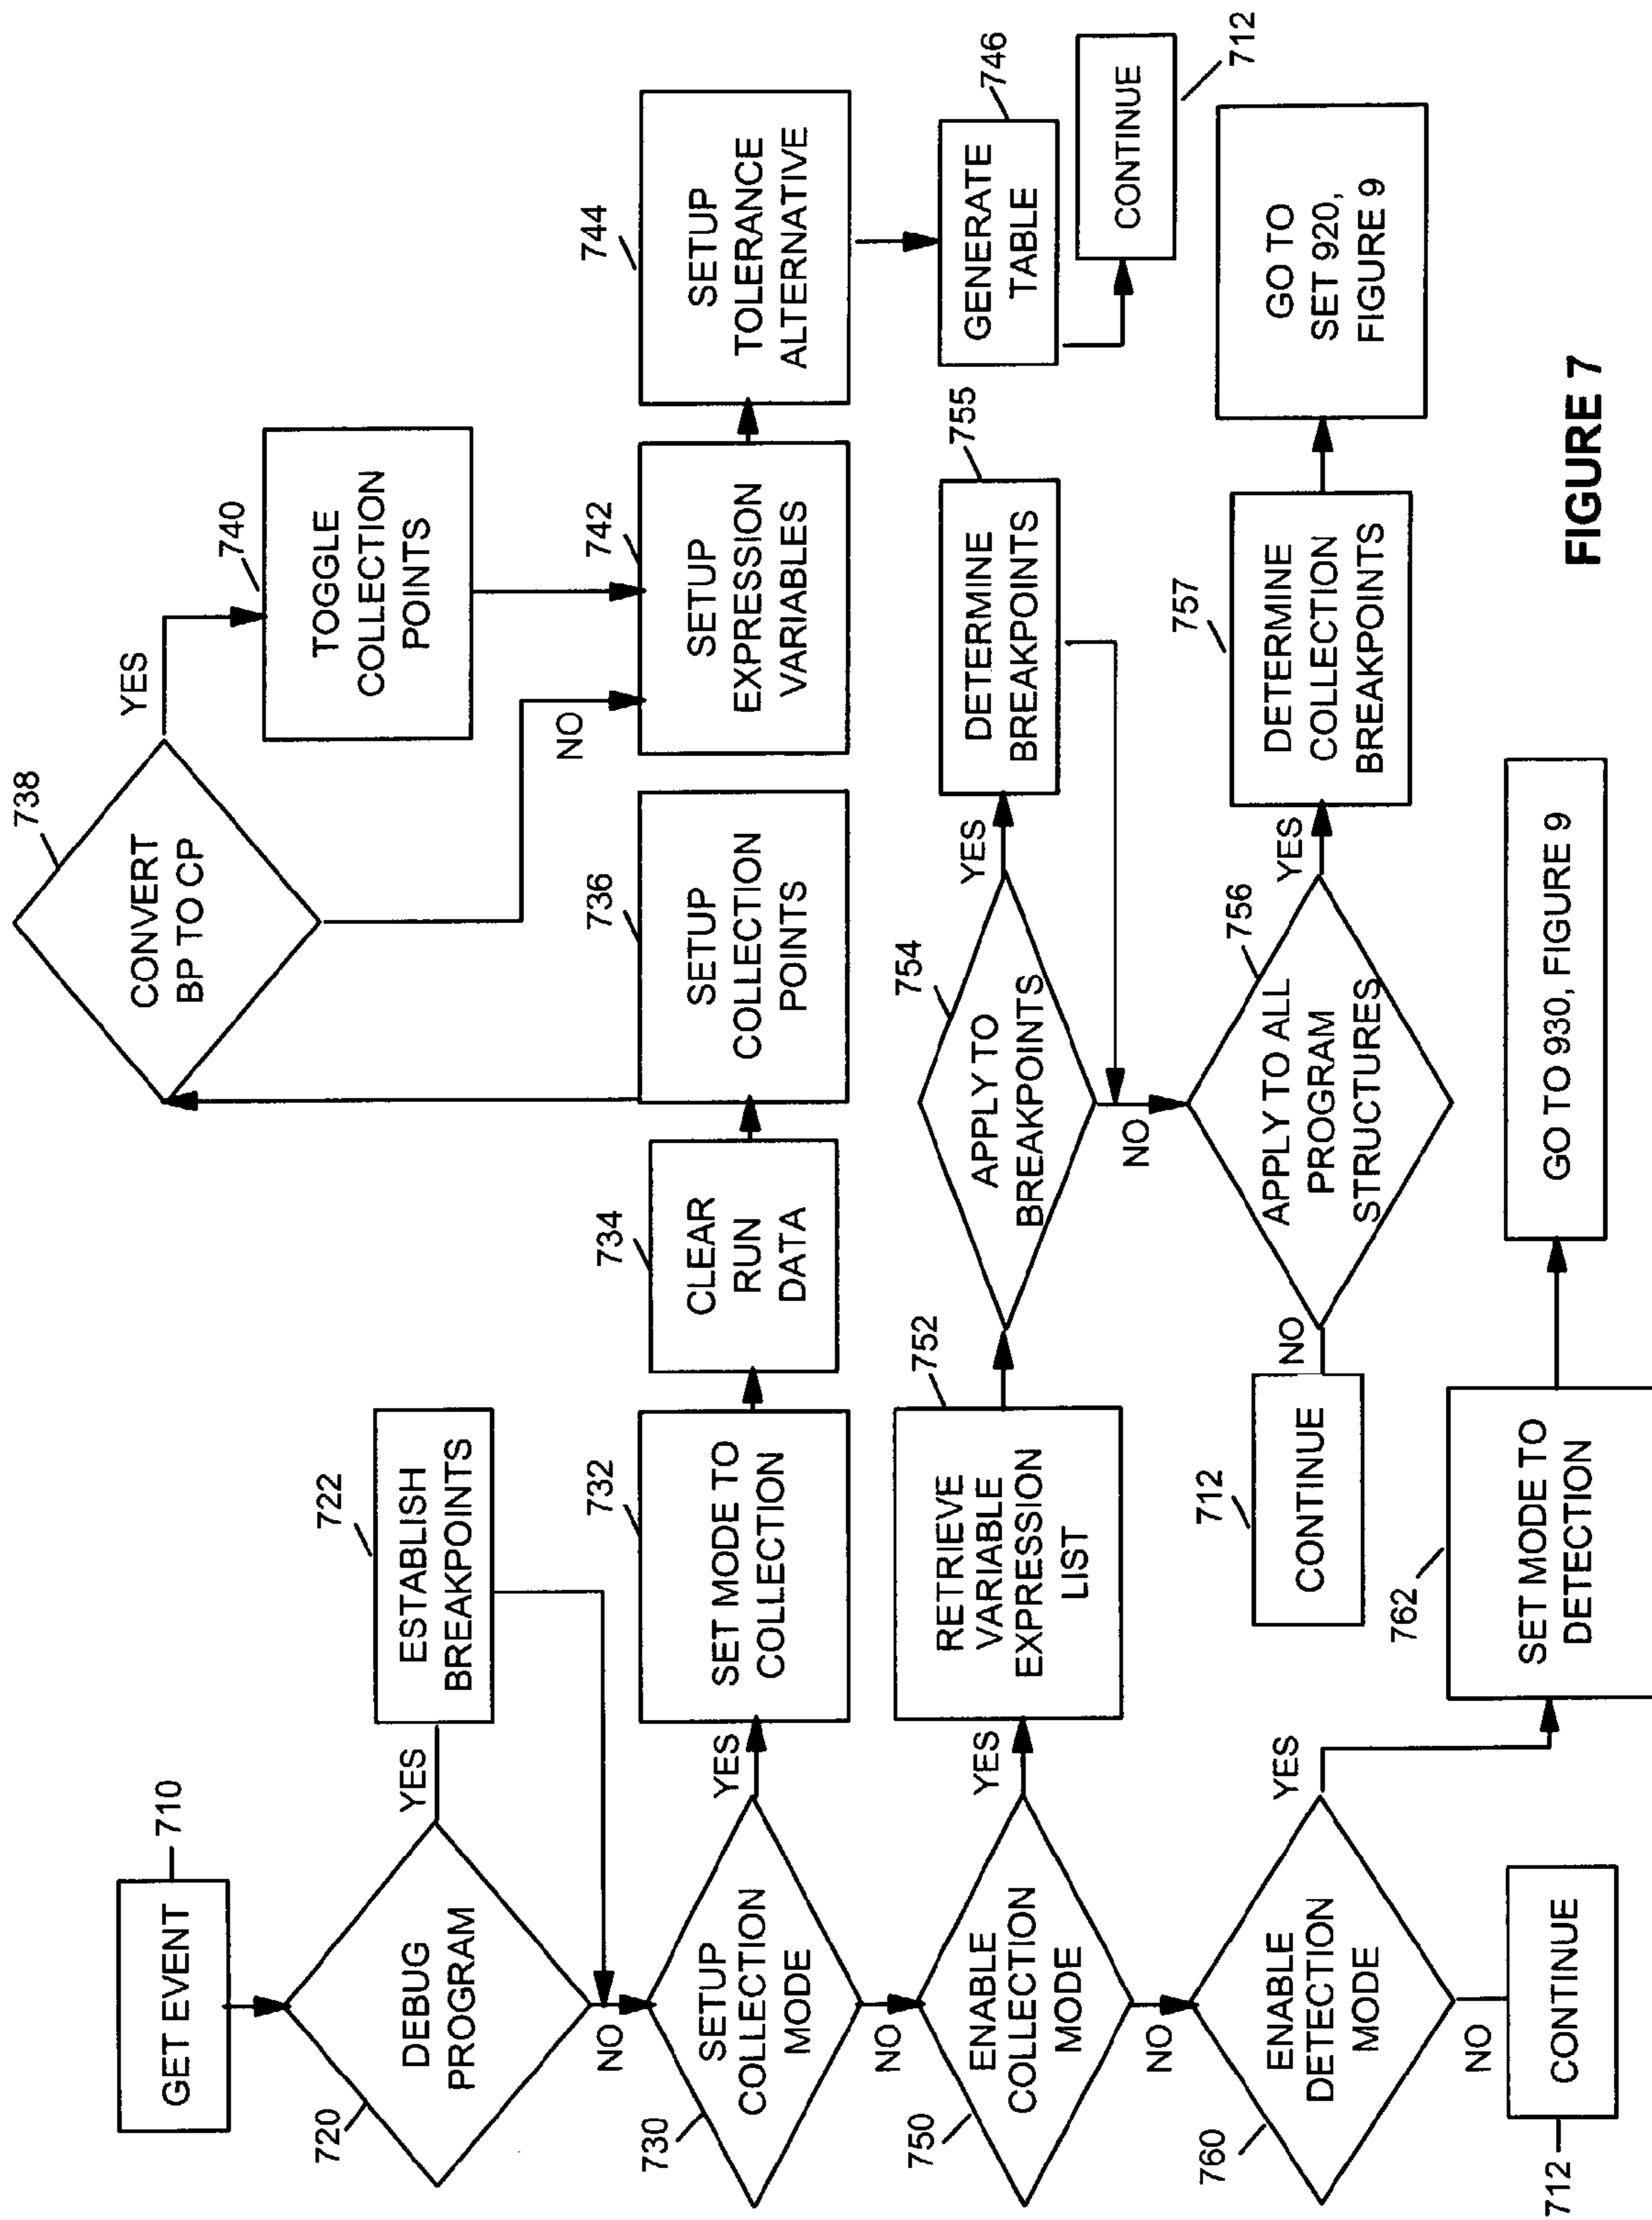 GET EVENT
710
720
DEBUG
PROGRAM
YES
722
ESTABLISH
BREAKPOINTS
NO
730
SETUP
COLLECTION
MODE
YES
732
SET MODE TO
COLLECTION
734
CLEAR
RUN
DATA
736
SETUP
COLLECTION
POINTS
738
CONVERT
BP TO CP
YES
740
TOGGLE
COLLECTION
POINTS
NO
742
SETUP
EXPRESSION
VARIABLES
744
SETUP
TOLERANCE
ALTERNATIVE
746
GENERATE
TABLE
CONTINUE
712
NO
750
ENABLE
COLLECTION
MODE
YES
752
RETRIEVE
VARIABLE
EXPRESSION
LIST
754
APPLY TO
BREAKPOINTS
YES
755
DETERMINE
BREAKPOINTS
NO
756
APPLY TO ALL
PROGRAM
STRUCTURES
YES
757
DETERMINE
COLLECTION
BREAKPOINTS
GO TO
SET 920,
FIGURE 9
NO
712
CONTINUE
NO
760
ENABLE
DETECTION
MODE
YES
762
SET MODE TO
DETECTION
GO TO 930, FIGURE 9
NO
712
CONTINUE
FIGURE 7